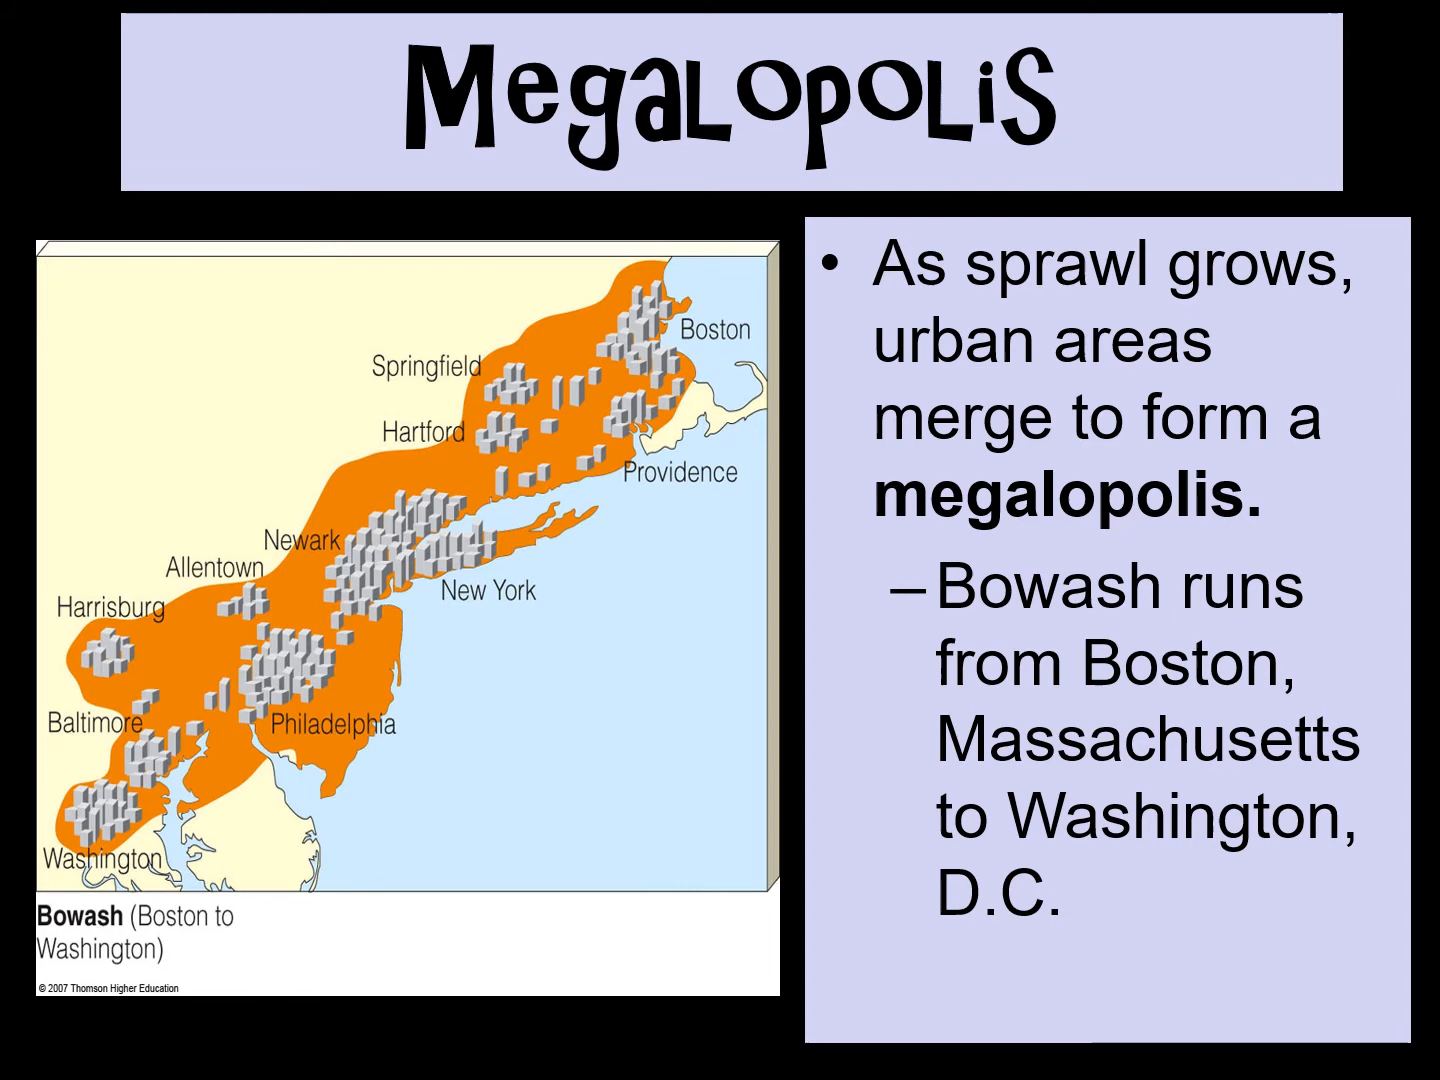 Megalopolis
Boston
Springfield
Hartford
Providence
Newark
Allentown
New York
Harrisburg
Baltimore
Philadelphia
Washington
Bowash (Boston to
Washington)
© 2007 Thomson Higher Education
• As sprawl grows,
urban areas
merge to form a
megalopolis.
– Bowash runs
from Boston,
Massachusetts
to Washington,
D.C.